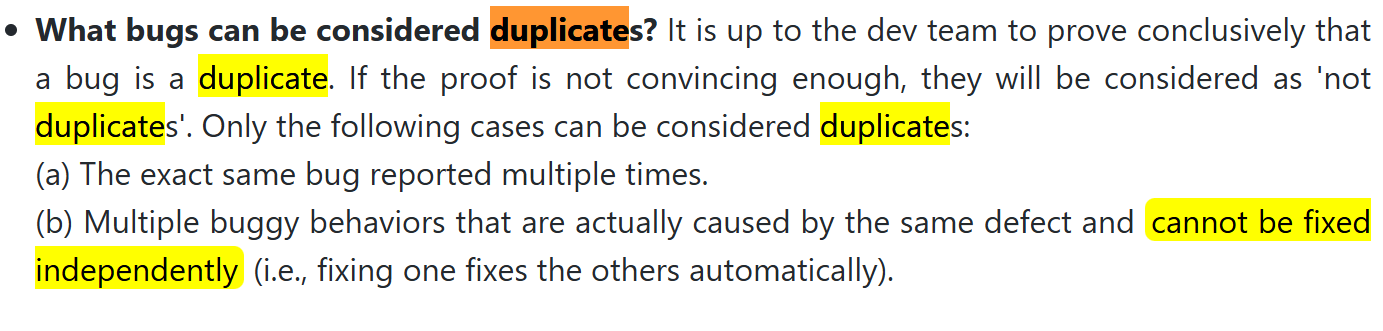 • What bugs can be considered duplicates? It is up to the dev team to prove conclusively that
a bug is a duplicate. If the proof is not convincing enough, they will be considered as 'not
duplicates'. Only the following cases can be considered duplicates:
(a) The exact same bug reported multiple times.
(b) Multiple buggy behaviors that are actually caused by the same defect and cannot be fixed
independently (i.e., fixing one fixes the others automatically).